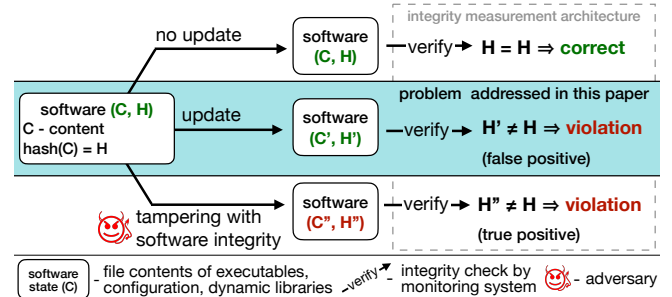 integrity measurement architecture
no update
software
(C, H)
verify
H = H ⇒ correct
problem addressed in this paper
software (C, H)
C - content
hash(C) = H
update
software
(C', H')
verify
H' ≠ H ⇒ violation
(false positive)
tampering with
software integrity
software
(C", H")
verify
H" ≠ H ⇒ violation
(true positive)
software
state (C)
- file contents of executables,
configuration, dynamic libraries
verify
- integrity check by
monitoring system
- adversary